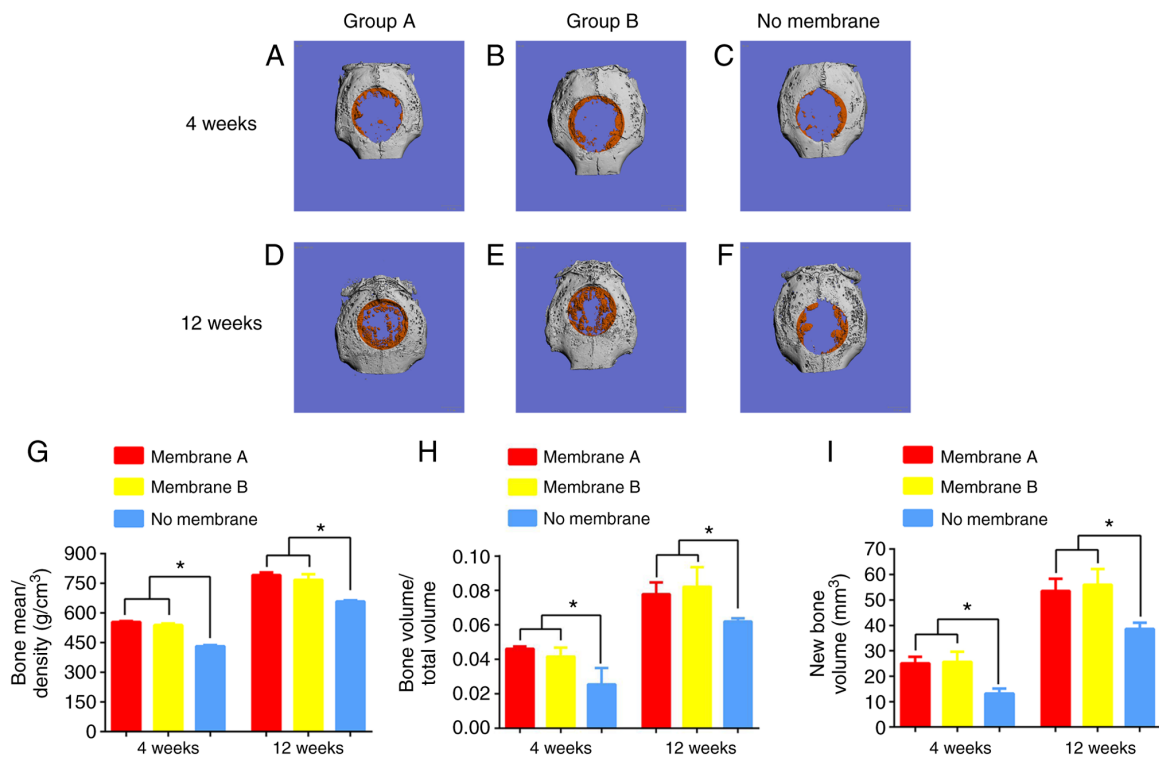 Group A
Group B
No membrane
A
B
C
4 weeks
D
E
F
12 weeks
G
Membrane A
Membrane B
No membrane
Bone mean/
density (g/cm³)
900
750
600
450
300
150
0
*
*
4 weeks
12 weeks
H
Membrane A
Membrane B
No membrane
Bone volume/
total volume
0.10
0.08
0.06
0.04
0.02
0.00
*
*
4 weeks
12 weeks
I
Membrane A
Membrane B
No membrane
New bone
volume (mm³)
70
60
50
40
30
20
10
0
*
*
4 weeks
12 weeks